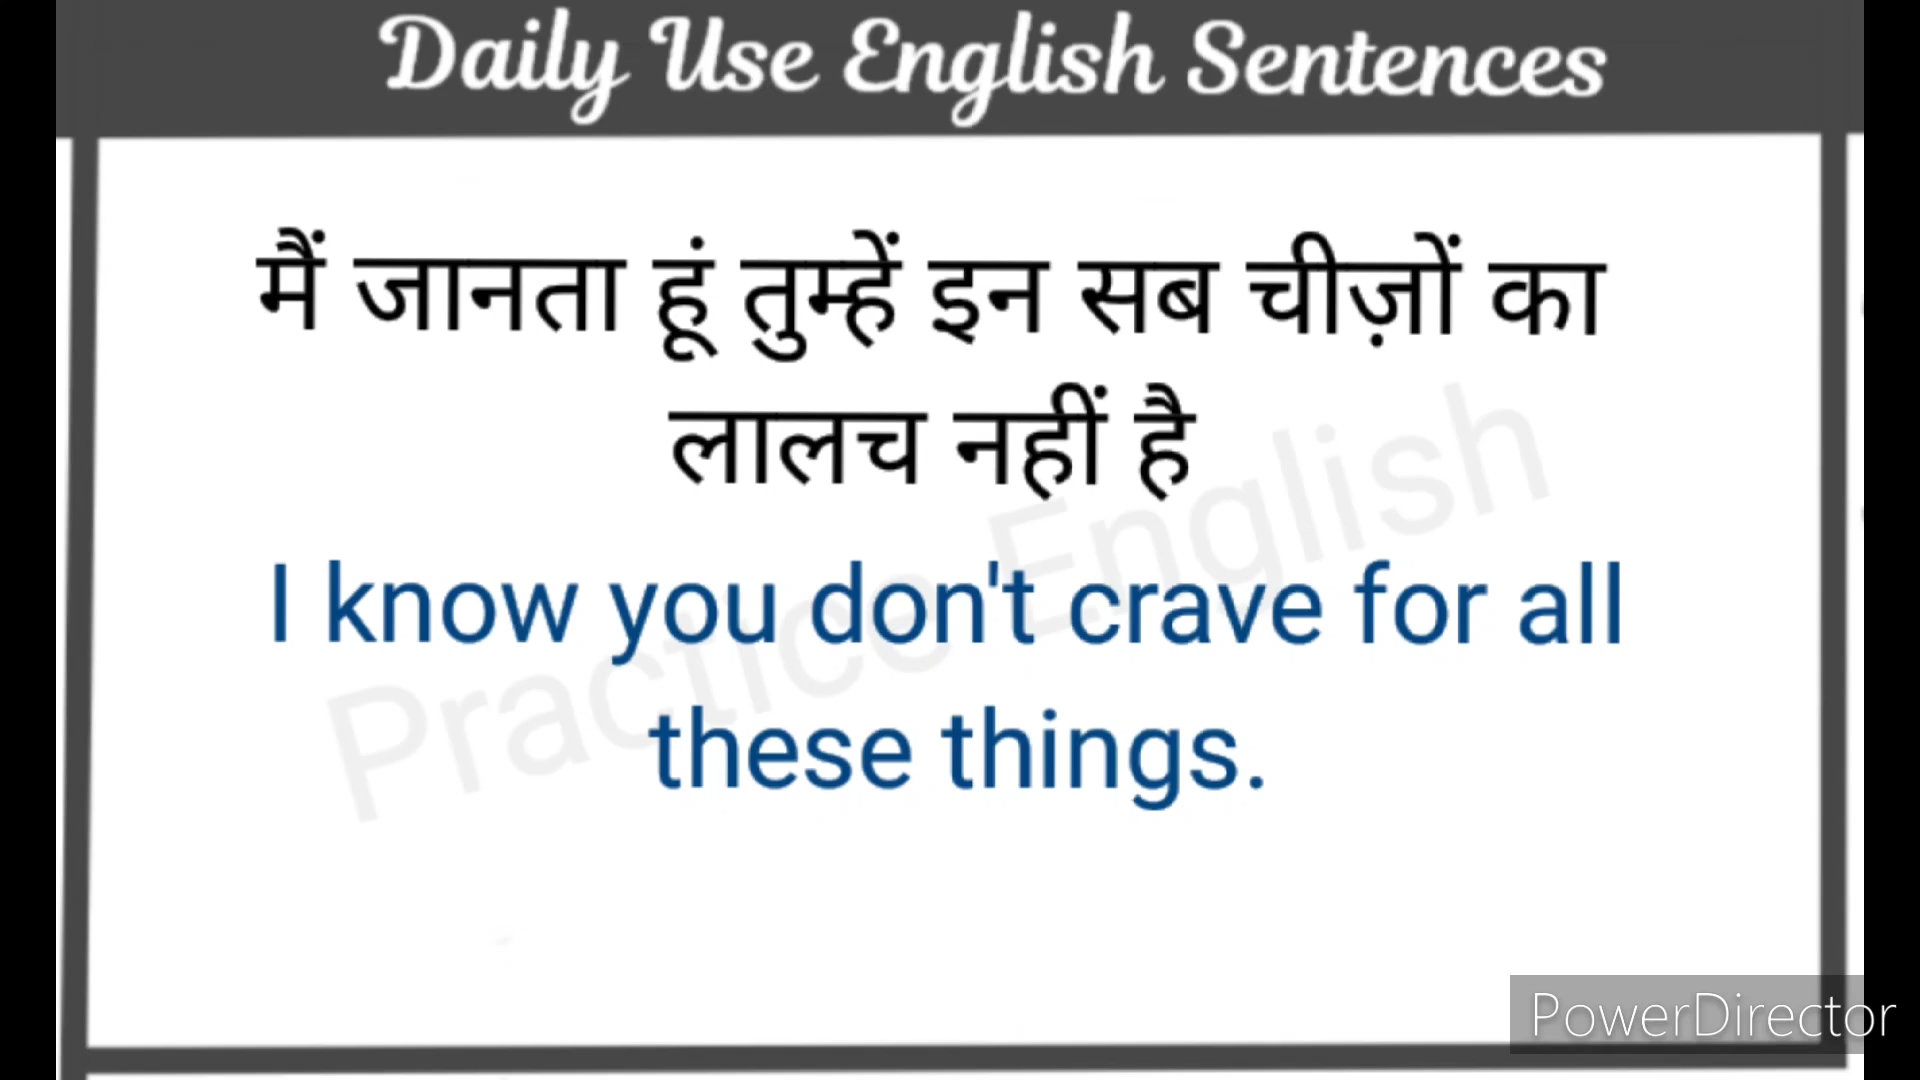 Daily Use English Sentences
मैं जानता हूं तुम्हें इन सब चीज़ों का
लालच नहीं है
I know you don't crave for all
these things.
Practice English
PowerDirector